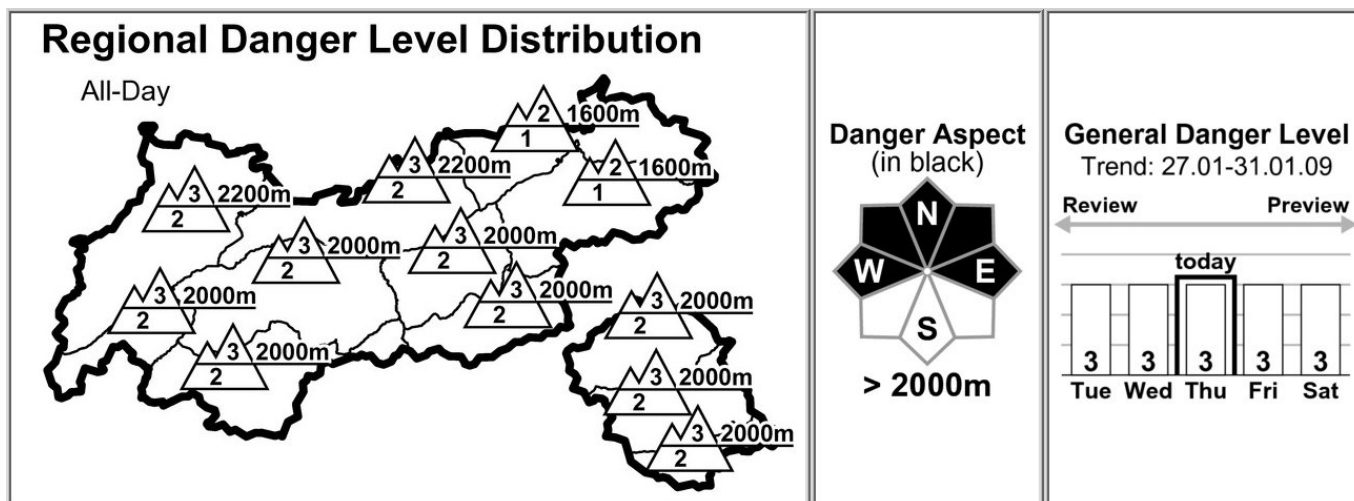 Regional Danger Level Distribution
All-Day
2 1600m
1
3 2200m
2
2 1600m
1
3 2200m
2
3 2000m
2
3 2000m
2
3 2000m
2
3 2000m
2
3 2000m
2
3 2000m
2
3 2000m
2
3 2000m
2
Danger Aspect
(in black)
N
W E
S
> 2000m
General Danger Level
Trend: 27.01-31.01.09
Review Preview
today
3 3 3 3 3
Tue Wed Thu Fri Sat